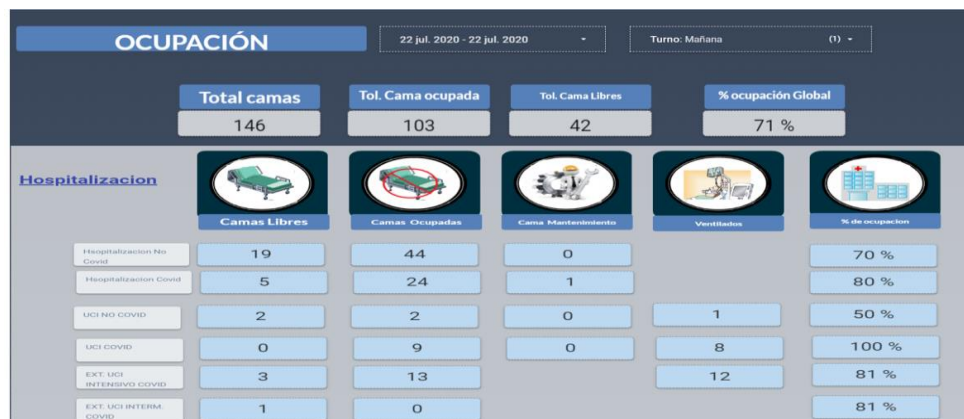 OCUPACIÓN
22 jul. 2020 - 22 jul. 2020
Turno: Mañana (1)
Total camas
Tol. Cama ocupada
Tol. Cama Libres
% ocupación Global
146
103
42
71 %
Hospitalizacion
Camas Libres
Camas Ocupadas
Cama Mantenimiento
Ventilados
% de ocupacion
Hsopitalizacion No
Covid
19
44
0
70 %
Hsopitalizacion Covid
5
24
1
80 %
UCI NO COVID
2
2
0
1
50 %
UCI COVID
0
9
0
8
100 %
EXT. UCI
INTENSIVO COVID
3
13
12
81 %
EXT. UCI INTERM.
COVID
1
0
81 %